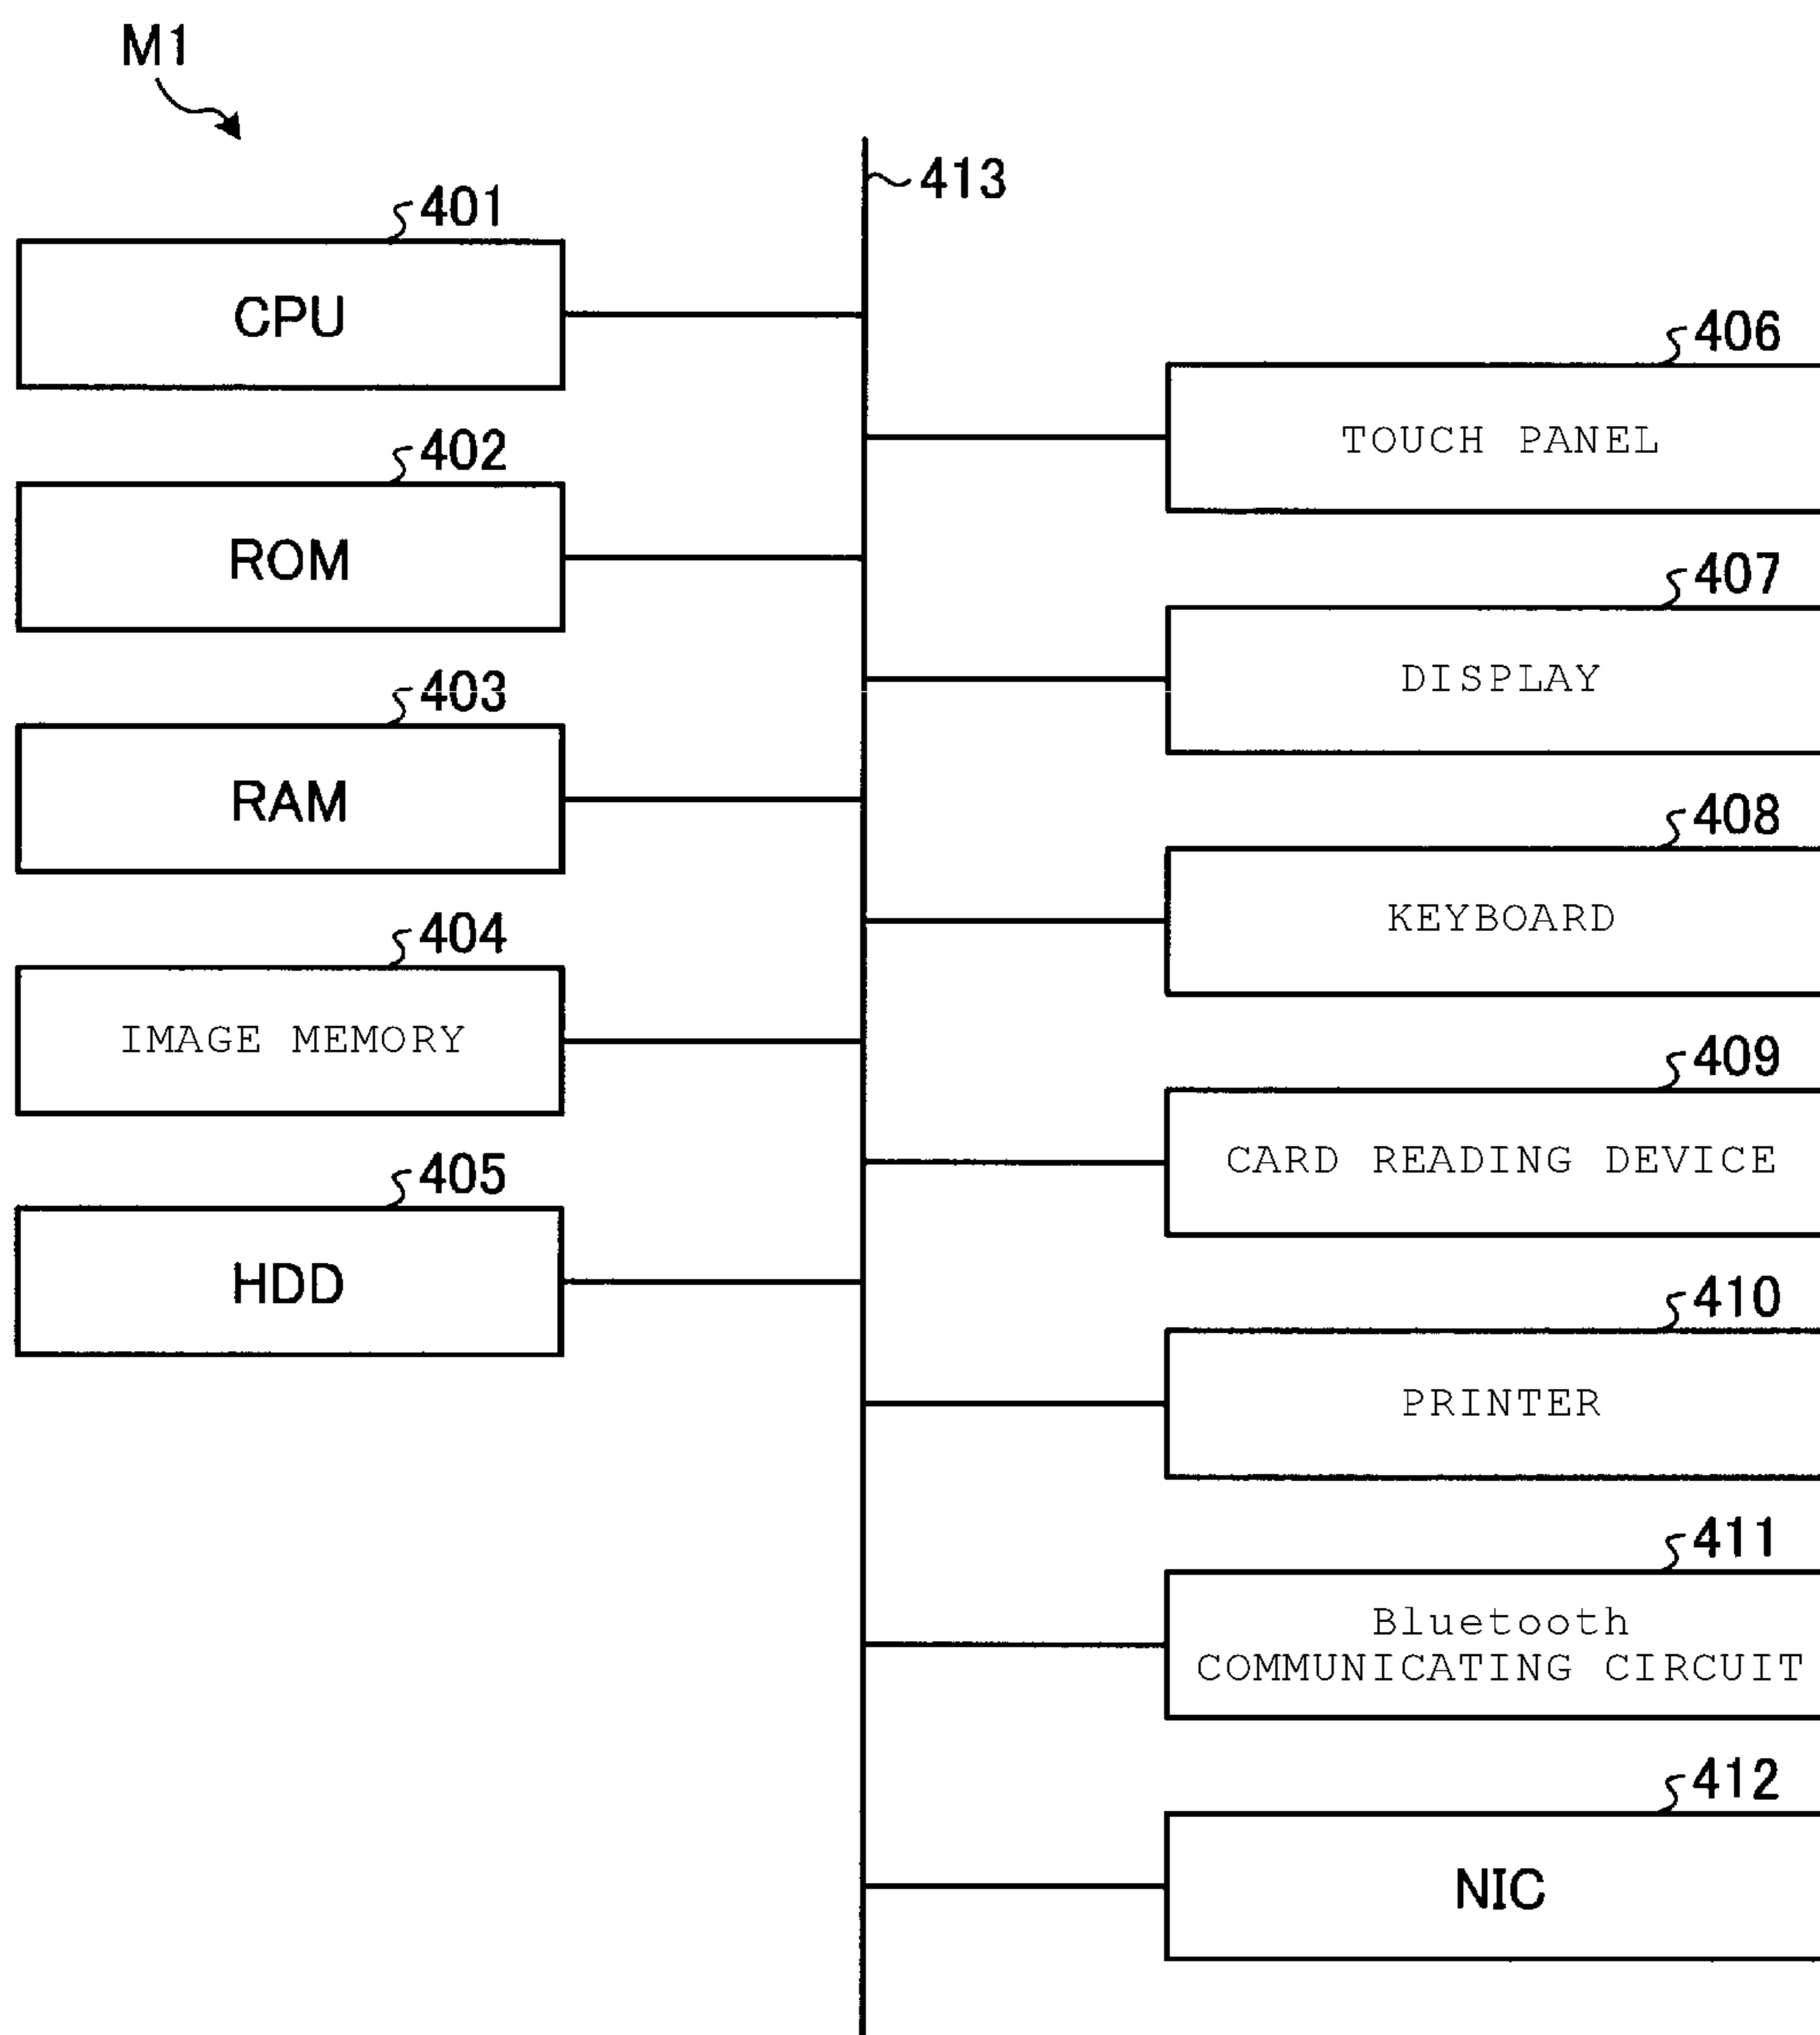 M1
413
401
CPU
402
ROM
403
RAM
404
IMAGE MEMORY
405
HDD
406
TOUCH PANEL
407
DISPLAY
408
KEYBOARD
409
CARD READING DEVICE
410
PRINTER
411
Bluetooth
COMMUNICATING CIRCUIT
412
NIC